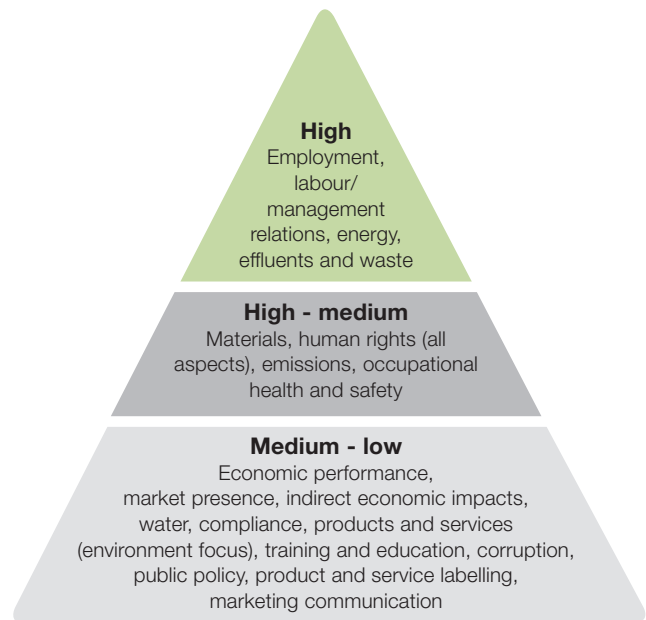 High
Employment,
labour/
management
relations, energy,
effluents and waste
High - medium
Materials, human rights (all
aspects), emissions, occupational
health and safety
Medium - low
Economic performance,
market presence, indirect economic impacts,
water, compliance, products and services
(environment focus), training and education, corruption,
public policy, product and service labelling,
marketing communication